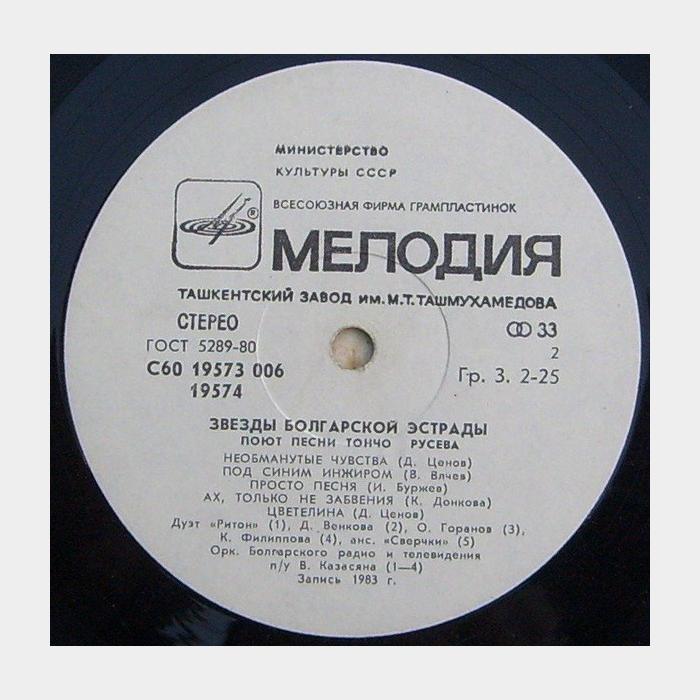 МИНИСТЕРСТВО
КУЛЬТУРЫ СССР
®
ВСЕСОЮЗНАЯ ФИРМА ГРАМПЛАСТИНОК
МЕЛОДИЯ
ТАШКЕНТСКИЙ ЗАВОД ИМ. М.Т. ТАШМУХАМЕДОВА
СТЕРЕО 33
ГОСТ 5289-80 2
С60 19573 006 Гр. 3. 2-25
19574
ЗВЕЗДЫ БОЛГАРСКОЙ ЭСТРАДЫ
ПОЮТ ПЕСНИ ТОНЧО РУСЕВА
НЕОБМАНУТЫЕ ЧУВСТВА (Д. Ценов)
ПОД СИНИМ ИНЖИРОМ (В. Влчев)
ПРОСТО ПЕСНЯ (И. Буржев)
АХ, ТОЛЬКО НЕ ЗАБВЕНИЯ (К. Донкова)
ЦВЕТЕЛИНА (Д. Ценов)
Дуэт «Ритон» (1), Д. Венкова (2), О. Горанов (3),
К. Филиппова (4), анс. «Сверчки» (5)
Орк. Болгарского радио и телевидения
п/у В. Казасяна (1—4)
Запись 1983 г.